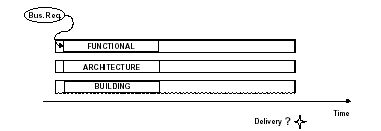 Bus.Req
FUNCTIONAL
ARCHITECTURE
BUILDING
Time
Delivery ?